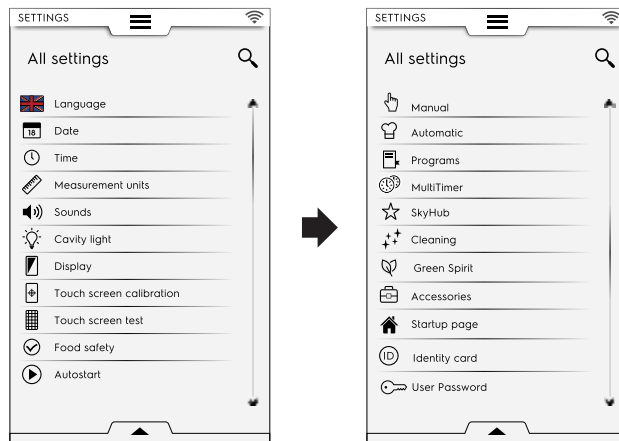 SETTINGS
All settings
Language
18
Date
Time
Measurement units
Sounds
Cavity light
Display
Touch screen calibration
Touch screen test
Food safety
Autostart
SETTINGS
All settings
Manual
Automatic
Programs
MultiTimer
SkyHub
Cleaning
Green Spirit
Accessories
Startup page
ID
Identity card
User Password